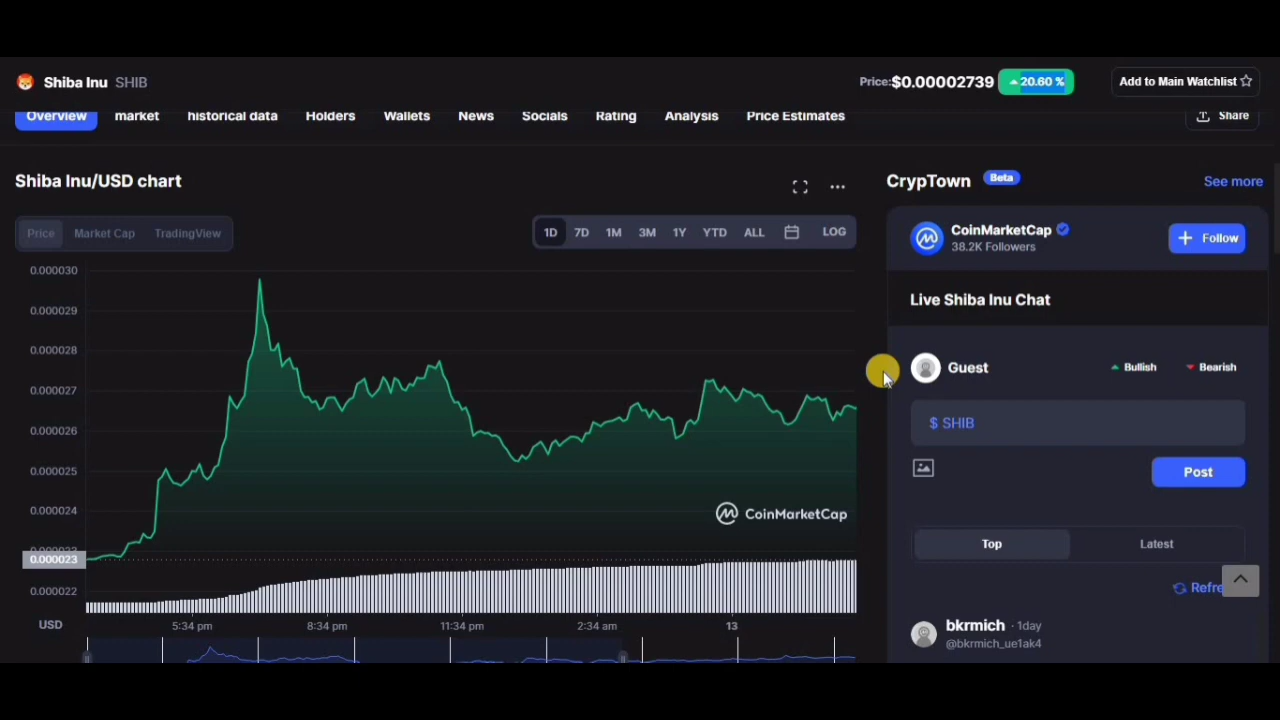 Shiba Inu SHIB
Price:$0.00002739 20.60 %
Add to Main Watchlist
Overview market historical data Holders Wallets News Socials Rating Analysis Price Estimates
Share
Shiba Inu/USD chart
Price Market Cap TradingView
1D 7D 1M 3M 1Y YTD ALL LOG
0.000030
0.000029
0.000028
0.000027
0.000026
0.000025
0.000024
0.000023
0.000023
0.000022
CoinMarketCap
USD
5:34 pm 8:34 pm 11:34 pm 2:34 am 13
CrypTown Beta See more
CoinMarketCap
38.2K Followers
Follow
Live Shiba Inu Chat
Guest Bullish Bearish
$ SHIB
Post
Top Latest
Refre
bkrmich · 1day
@bkrmich_ue1ak4